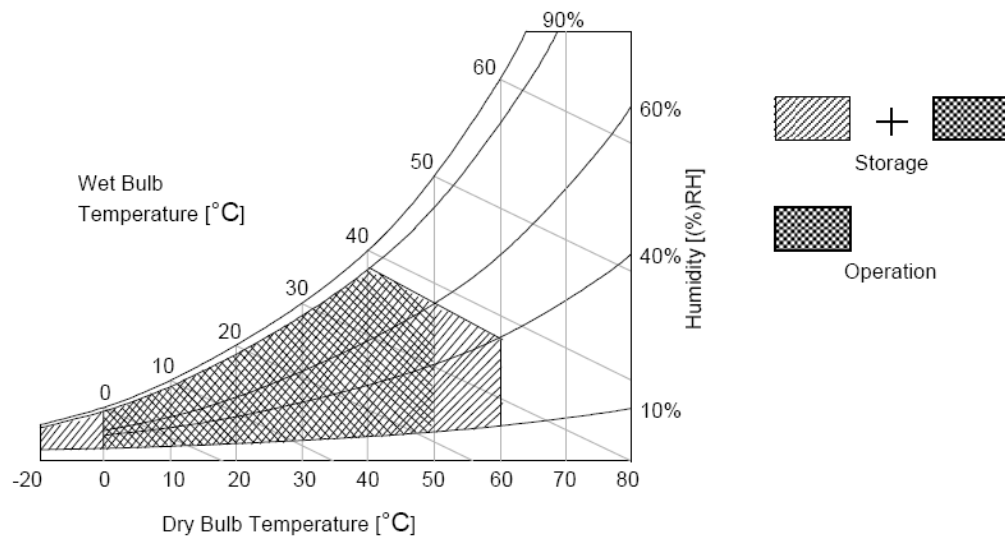 90%
60
60%
50
Wet Bulb
Temperature [°C]
40
40%
30
20
10
0
10%
Humidity [(%)RH]
-20 0 10 20 30 40 50 60 70 80
Dry Bulb Temperature [°C]
+
Storage
Operation